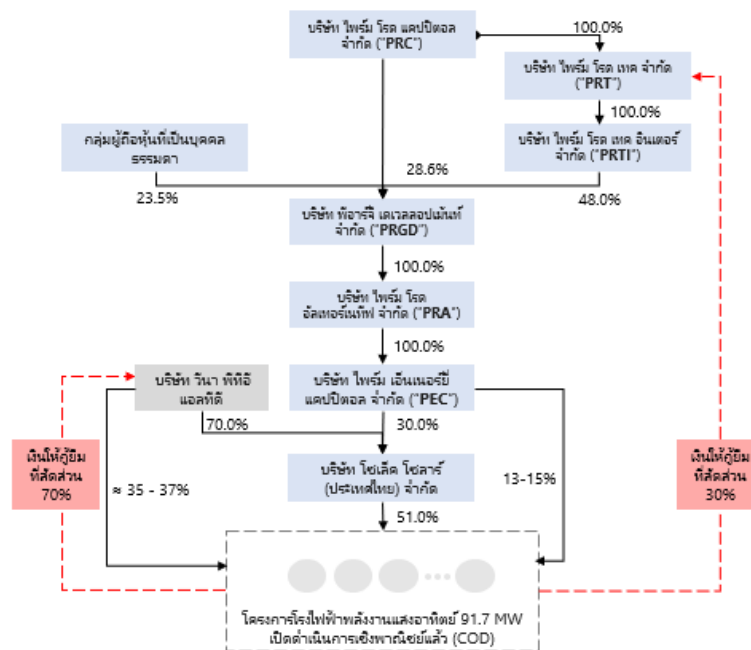 บริษัท ไพร์ม โรด แคปปิตอล
จำกัด ("PRC")
100.0%
บริษัท ไพร์ม โรด เทค จำกัด
("PRT")
100.0%
กลุ่มผู้ถือหุ้นที่เป็นบุคคล
ธรรมดา
บริษัท ไพร์ม โรด เทค อินเตอร์
จำกัด ("PRTI")
28.6%
23.5%
48.0%
บริษัท พีอาร์จี เดเวลลอปเม้นท์
จำกัด ("PRGD")
100.0%
บริษัท ไพร์ม โรด
อัลเทอร์เนทีฟ จำกัด ("PRA")
100.0%
บริษัท วีนา พีทีอี
แอลทีดี
บริษัท ไพร์ม เอ็นเนอร์ยี่
แคปปิตอล จำกัด ("PEC")
70.0%
30.0%
เงินให้กู้ยืม
ที่สัดส่วน
70%
≈ 35 - 37%
บริษัท โซเล็ค โซลาร์
(ประเทศไทย) จำกัด
13-15%
เงินให้กู้ยืม
ที่สัดส่วน
30%
51.0%
โครงการโรงไฟฟ้าพลังงานแสงอาทิตย์ 91.7 MW
เปิดดำเนินการเชิงพาณิชย์แล้ว (COD)